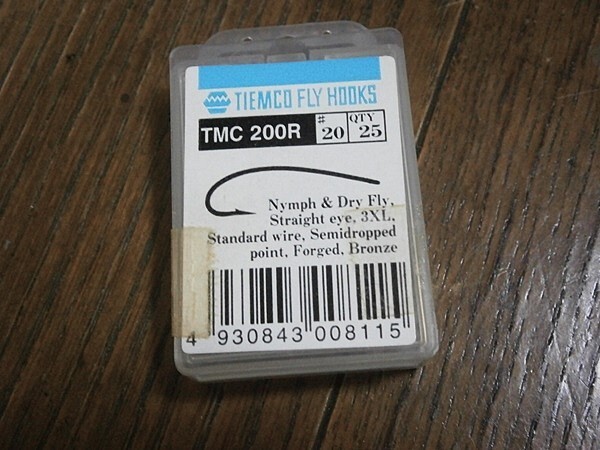 TIEMCO FLY HOOKS
TMC 200R # 20 QTY 25
Nymph & Dry Fly,
Straight eye, 3XL,
Standard wire, Semidropped
point, Forged, Bronze
4 930843 008115